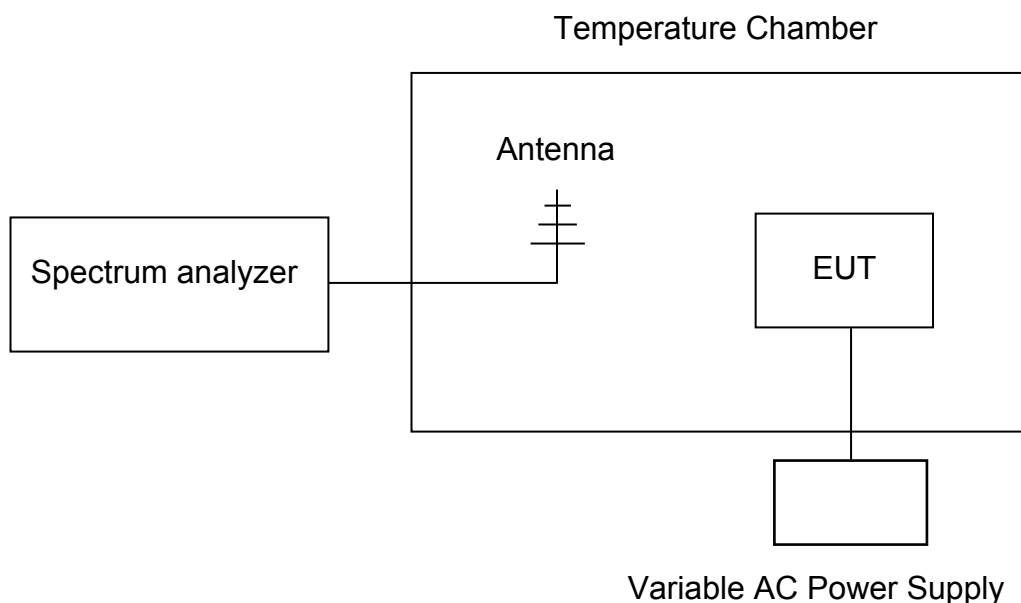 Temperature Chamber
Antenna
Spectrum analyzer
EUT
Variable AC Power Supply